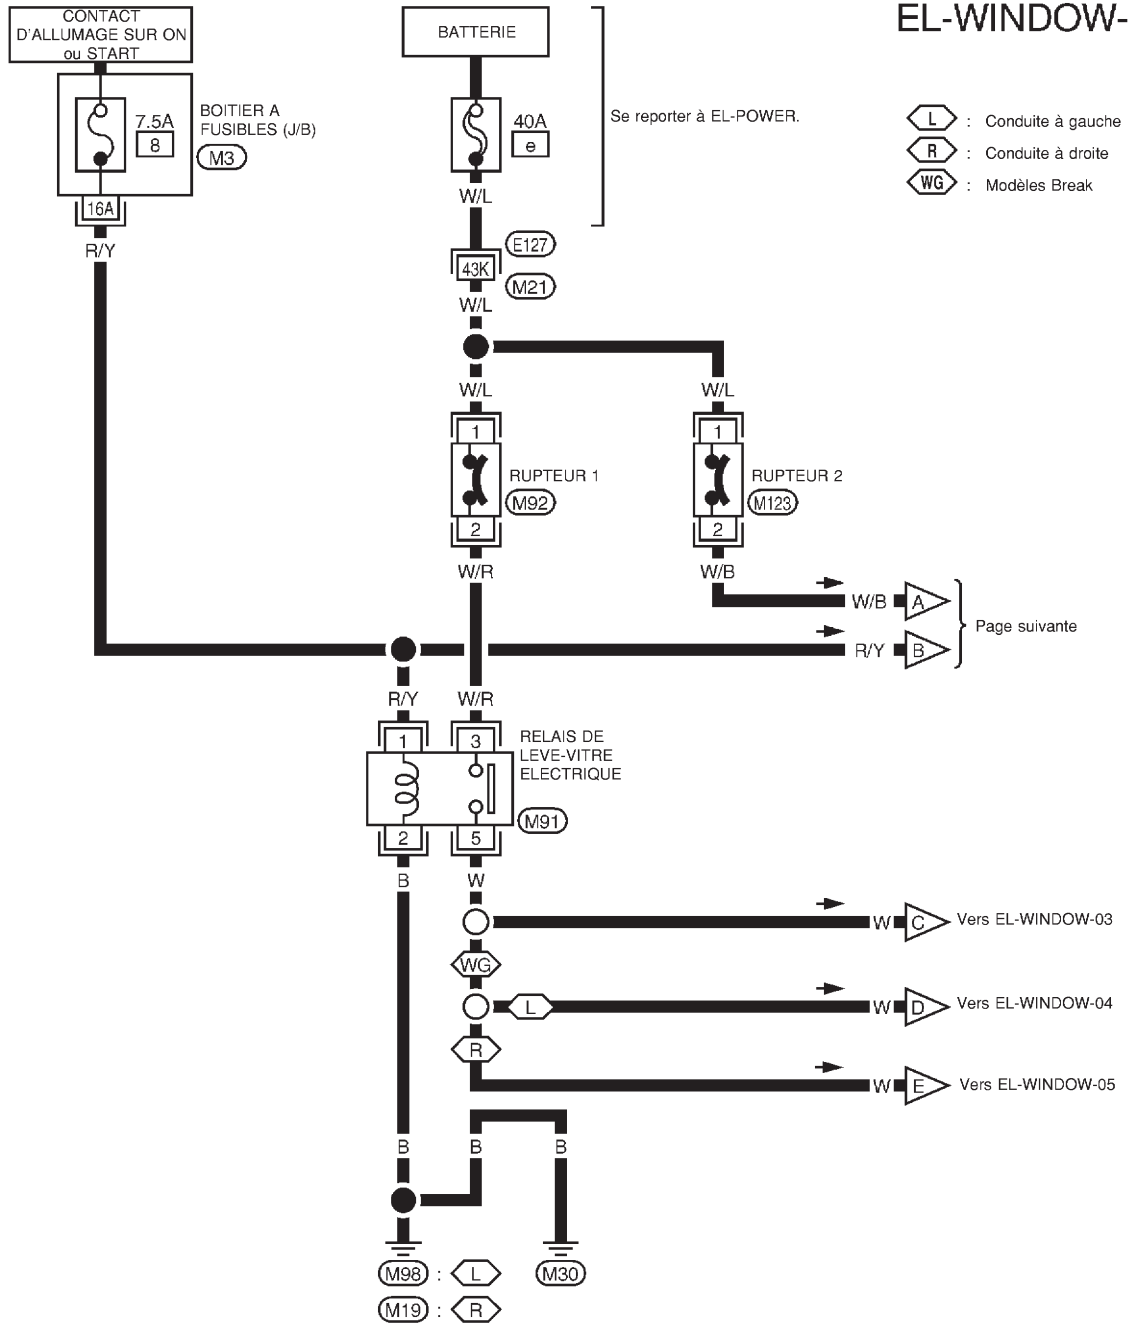 EL-WINDOW-
CONTACT
D'ALLUMAGE SUR ON
ou START
BATTERIE
7.5A
8
BOITIER A
FUSIBLES (J/B)
M3
40A
e
Se reporter à EL-POWER.
L : Conduite à gauche
R : Conduite à droite
WG : Modèles Break
16A
R/Y
W/L
E127
43K
M21
W/L
W/L
W/L
1
1
RUPTEUR 1
M92
RUPTEUR 2
M123
2
2
W/R
W/B
W/B
A
Page suivante
R/Y
B
R/Y
W/R
1
3
RELAIS DE
LEVE-VITRE
ELECTRIQUE
M91
2
5
B
W
W
C
Vers EL-WINDOW-03
WG
L
W
D
Vers EL-WINDOW-04
R
W
E
Vers EL-WINDOW-05
B
B
B
M98 : L
M30
M19 : R